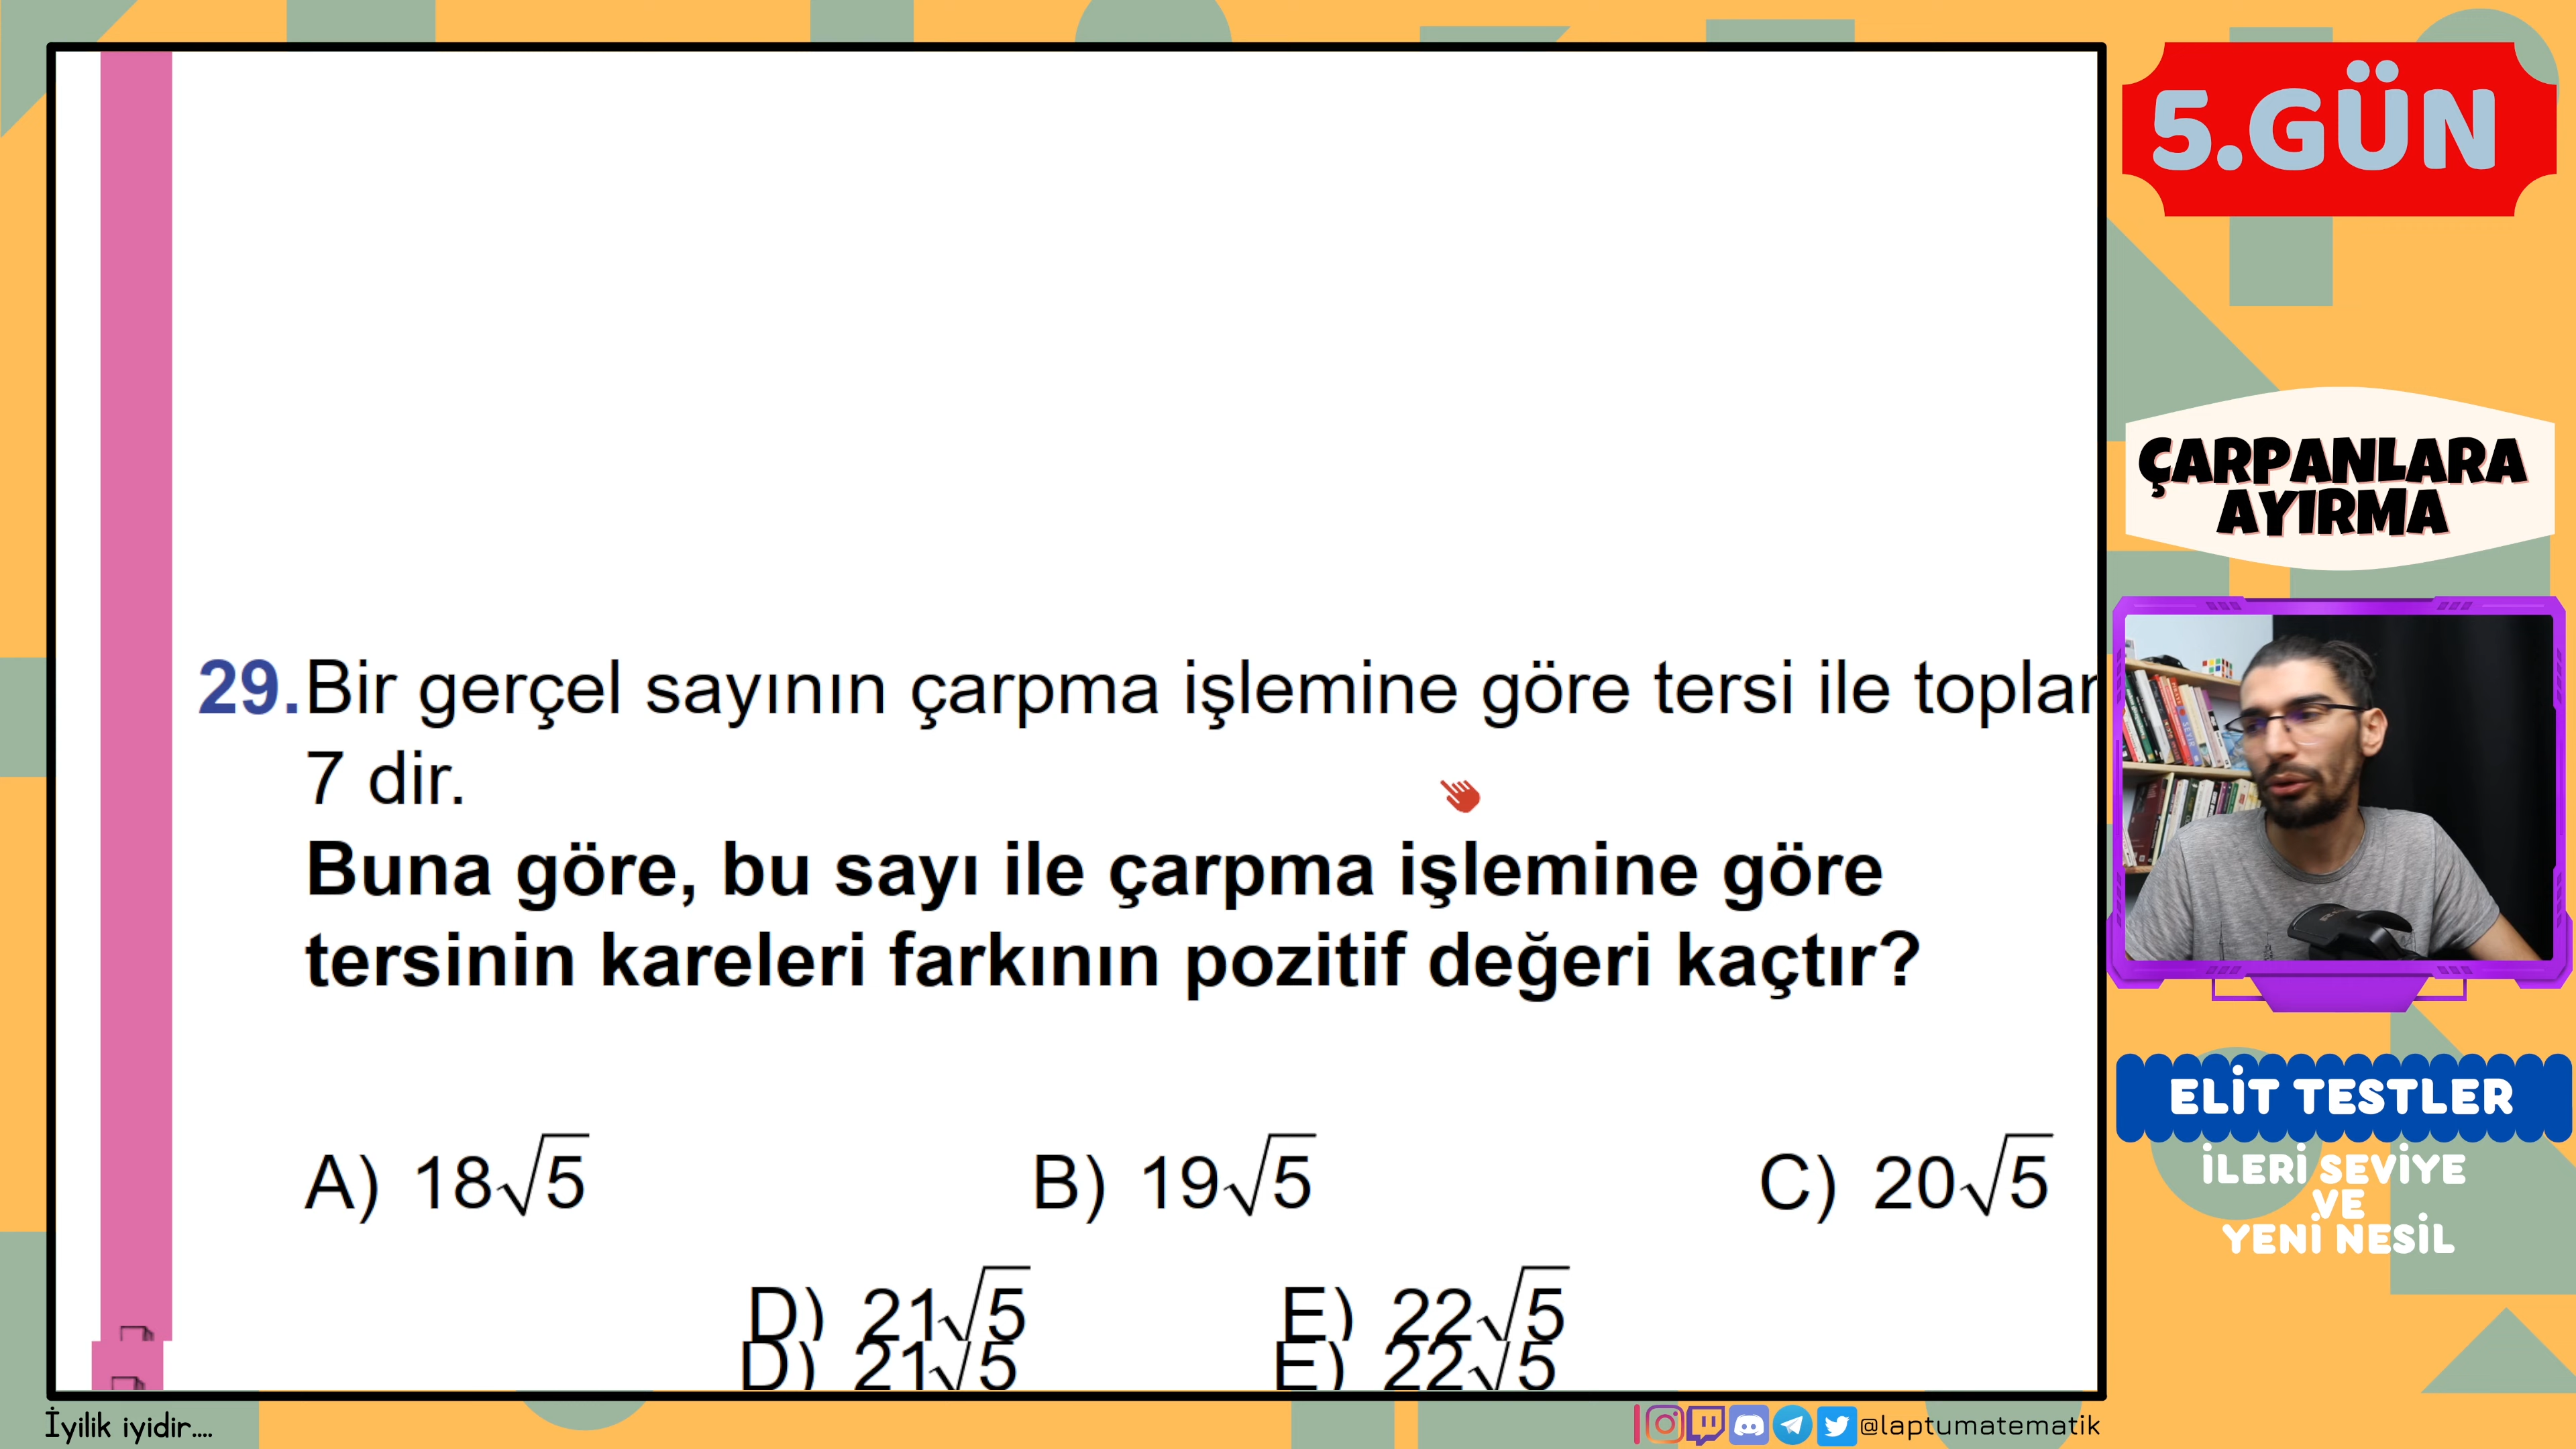 5.GÜN
ÇARPANLARA
AYIRMA
29. Bir gerçel sayının çarpma işlemine göre tersi ile
7 dir.
Buna göre, bu sayı ile çarpma işlemine göre
tersinin kareleri farkının pozitif değeri kaçtır?
A) 18√5 B) 19√5 C) 20√5
D) 21√5 E) 22√5
D) 21√5 E) 22√5
ELİT TESTLER
İLERİ SEVİYE
VE
YENİ NESİL
İyilik iyidir....
@laptumatematik